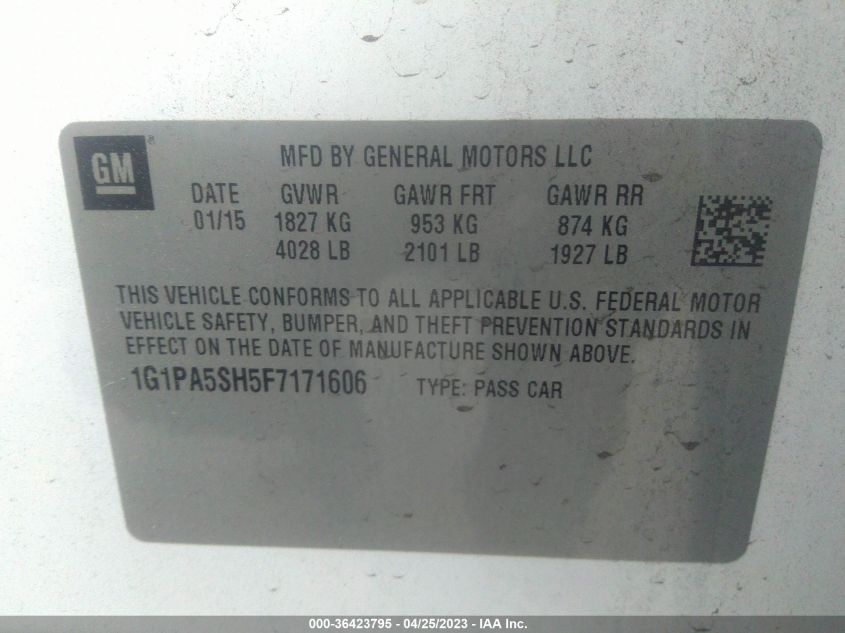 GM®
MFD BY GENERAL MOTORS LLC
DATE GVWR GAWR FRT GAWR RR
01/15 1827 KG 953 KG 874 KG
4028 LB 2101 LB 1927 LB
THIS VEHICLE CONFORMS TO ALL APPLICABLE U.S. FEDERAL MOTOR
VEHICLE SAFETY, BUMPER, AND THEFT PREVENTION STANDARDS IN
EFFECT ON THE DATE OF MANUFACTURE SHOWN ABOVE.
1G1PA5SH5F7171606 TYPE: PASS CAR
000-36423795 - 04/25/2023 - IAA Inc.